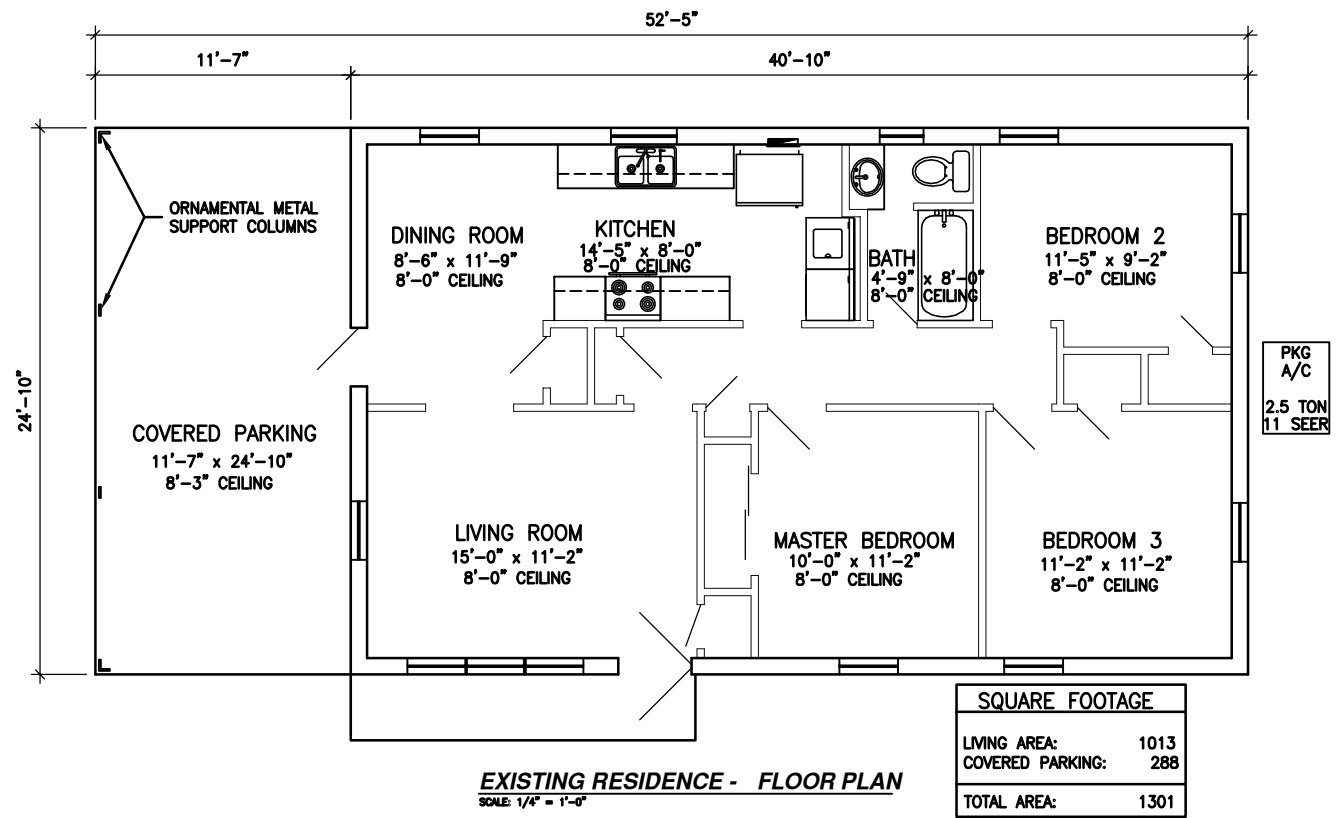 52'-5"
11'-7"
40'-10"
ORNAMENTAL METAL
SUPPORT COLUMNS
DINING ROOM
8'-6" x 11'-9"
8'-0" CEILING
KITCHEN
14'-5" x 8'-0"
8'-0" CEILING
BATH
4'-9" x 8'-0"
8'-0" CEILING
BEDROOM 2
11'-5" x 9'-2"
8'-0" CEILING
PKG
A/C
2.5 TON
11 SEER
24'-10"
COVERED PARKING
11'-7" x 24'-10"
8'-3" CEILING
LIVING ROOM
15'-0" x 11'-2"
8'-0" CEILING
MASTER BEDROOM
10'-0" x 11'-2"
8'-0" CEILING
BEDROOM 3
11'-2" x 11'-2"
8'-0" CEILING
SQUARE FOOTAGE
LIVING AREA: 1013
COVERED PARKING: 288
TOTAL AREA: 1301
EXISTING RESIDENCE - FLOOR PLAN
SCALE: 1/4" = 1'-0"